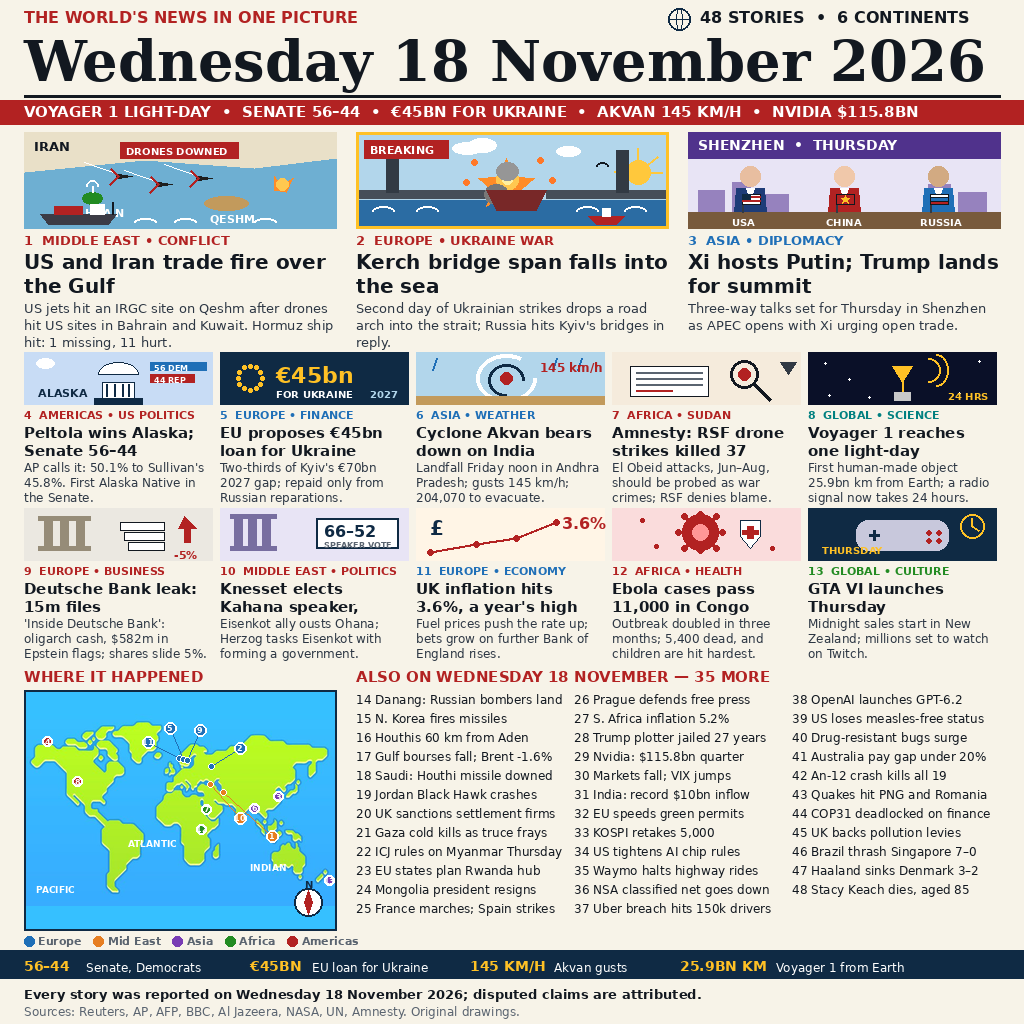 THE WORLD'S NEWS IN ONE PICTURE
48 STORIES • 6 CONTINENTS
Wednesday 18 November 2026
VOYAGER 1 LIGHT-DAY • SENATE 56–44 • €45BN FOR UKRAINE • AKVAN 145 KM/H • NVIDIA $115.8BN
IRAN
DRONES DOWNED
QESHM
1 MIDDLE EAST • CONFLICT
US and Iran trade fire over
the Gulf
US jets hit an IRGC site on Qeshm after drones
hit US sites in Bahrain and Kuwait. Hormuz ship
hit: 1 missing, 11 hurt.
BREAKING
2 EUROPE • UKRAINE WAR
Kerch bridge span falls into
the sea
Second day of Ukrainian strikes drops a road
arch into the strait; Russia hits Kyiv's bridges in
reply.
SHENZHEN • THURSDAY
USA
CHINA
RUSSIA
3 ASIA • DIPLOMACY
Xi hosts Putin; Trump lands
for summit
Three-way talks set for Thursday in Shenzhen
as APEC opens with Xi urging open trade.
ALASKA
56 DEM
44 REP
4 AMERICAS • US POLITICS
Peltola wins Alaska;
Senate 56–44
AP calls it: 50.1% to Sullivan's
45.8%. First Alaska Native in
the Senate.
€45bn
FOR UKRAINE 2027
5 EUROPE • FINANCE
EU proposes €45bn
loan for Ukraine
Two-thirds of Kyiv's €70bn
2027 gap; repaid only from
Russian reparations.
145 km/h
6 ASIA • WEATHER
Cyclone Akvan bears
down on India
Landfall Friday noon in Andhra
Pradesh; gusts 145 km/h;
204,070 to evacuate.
7 AFRICA • SUDAN
Amnesty: RSF drone
strikes killed 37
El Obeid attacks, Jun–Aug,
should be probed as war
crimes; RSF denies blame.
24 HRS
8 GLOBAL • SCIENCE
Voyager 1 reaches
one light-day
First human-made object
25.9bn km from Earth; a radio
signal now takes 24 hours.
-5%
9 EUROPE • BUSINESS
Deutsche Bank leak:
15m files
'Inside Deutsche Bank':
oligarch cash, $582m in
Epstein flags; shares slide 5%.
66–52
SPEAKER VOTE
10 MIDDLE EAST • POLITICS
Knesset elects
Kahana speaker,
Eisenkot ally ousts Ohana;
Herzog tasks Eisenkot with
forming a government.
£
3.6%
11 EUROPE • ECONOMY
UK inflation hits
3.6%, a year's high
Fuel prices push the rate up;
bets grow on further Bank of
England rises.
12 AFRICA • HEALTH
Ebola cases pass
11,000 in Congo
Outbreak doubled in three
months; 5,400 dead, and
children are hit hardest.
THURSDAY
13 GLOBAL • CULTURE
GTA VI launches
Thursday
Midnight sales start in New
Zealand; millions set to watch
on Twitch.
WHERE IT HAPPENED
5
9
2
4
8
ATLANTIC
INDIAN
PACIFIC
N
Europe
Mid East
Asia
Africa
Americas
ALSO ON WEDNESDAY 18 NOVEMBER — 35 MORE
14 Danang: Russian bombers land
15 N. Korea fires missiles
16 Houthis 60 km from Aden
17 Gulf bourses fall; Brent -1.6%
18 Saudi: Houthi missile downed
19 Jordan Black Hawk crashes
20 UK sanctions settlement firms
21 Gaza cold kills as truce frays
22 ICJ rules on Myanmar Thursday
23 EU states plan Rwanda hub
24 Mongolia president resigns
25 France marches; Spain strikes
26 Prague defends free press
27 S. Africa inflation 5.2%
28 Trump plotter jailed 27 years
29 Nvidia: $115.8bn quarter
30 Markets fall; VIX jumps
31 India: record $10bn inflow
32 EU speeds green permits
33 KOSPI retakes 5,000
34 US tightens AI chip rules
35 Waymo halts highway rides
36 NSA classified net goes down
37 Uber breach hits 150k drivers
38 OpenAI launches GPT-6.2
39 US loses measles-free status
40 Drug-resistant bugs surge
41 Australia pay gap under 20%
42 An-12 crash kills all 19
43 Quakes hit PNG and Romania
44 COP31 deadlocked on finance
45 UK backs pollution levies
46 Brazil thrash Singapore 7–0
47 Haaland sinks Denmark 3–2
48 Stacy Keach dies, aged 85
56–44 Senate, Democrats
€45BN EU loan for Ukraine
145 KM/H Akvan gusts
25.9BN KM Voyager 1 from Earth
Every story was reported on Wednesday 18 November 2026; disputed claims are attributed.
Sources: Reuters, AP, AFP, BBC, Al Jazeera, NASA, UN, Amnesty. Original drawings.